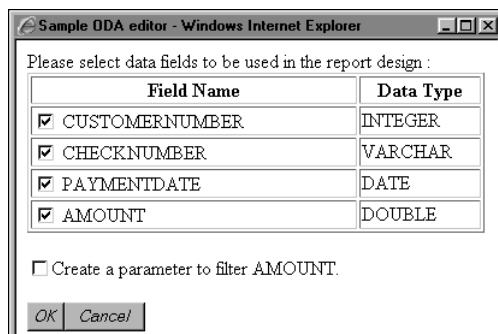 Sample ODA editor - Windows Internet Explorer
Please select data fields to be used in the report design :
Field Name Data Type
CUSTOMERNUMBER INTEGER
CHECKNUMBER VARCHAR
PAYMENTDATE DATE
AMOUNT DOUBLE
Create a parameter to filter AMOUNT.
OK Cancel